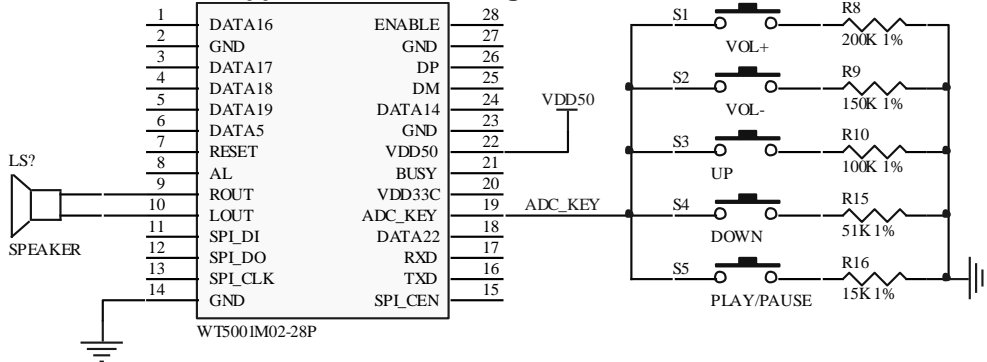 1 DATA16 ENABLE 28
2 GND GND 27
3 DATA17 DP 26
4 DATA18 DM 25
5 DATA19 DATA14 24
6 DATA5 GND 23
7 RESET VDD50 22
8 AL BUSY 21
9 ROUT VDD33C 20
10 LOUT ADC_KEY 19
11 SPI_DI DATA22 18
12 SPI_DO RXD 17
13 SPI_CLK TXD 16
14 GND SPI_CEN 15
WT5001M02-28P
LS?
SPEAKER
VDD50
ADC_KEY
S1 VOL+ R8 200K 1%
S2 VOL- R9 150K 1%
S3 UP R10 100K 1%
S4 DOWN R15 51K 1%
S5 PLAY/PAUSE R16 15K 1%